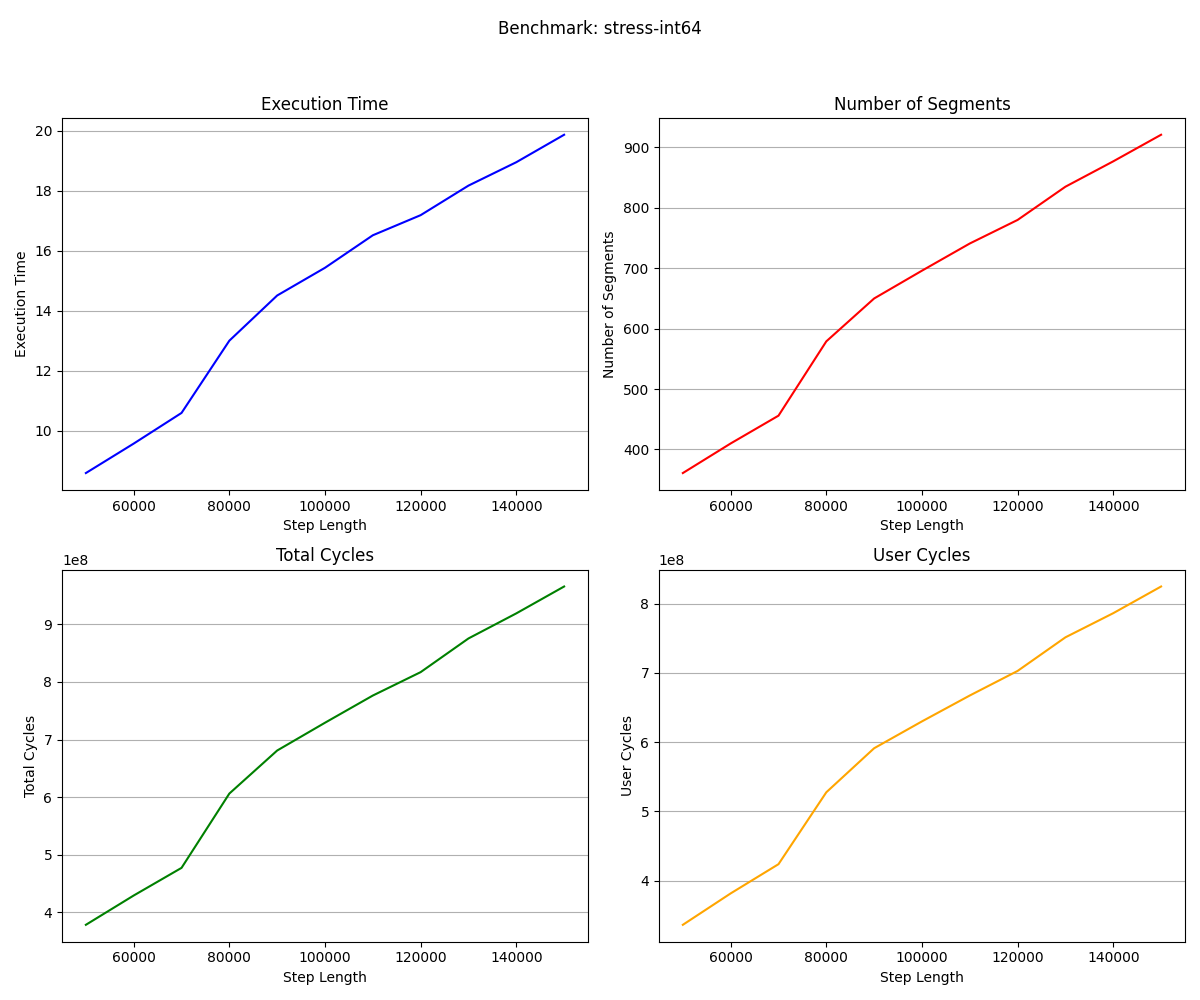 Benchmark: stress-int64
Execution Time
Execution Time
20
18
16
14
12
10
60000 80000 100000 120000 140000
Step Length
Number of Segments
Number of Segments
900
800
700
600
500
400
60000 80000 100000 120000 140000
Step Length
Total Cycles
1e8
Total Cycles
9
8
7
6
5
4
60000 80000 100000 120000 140000
Step Length
User Cycles
1e8
User Cycles
8
7
6
5
4
60000 80000 100000 120000 140000
Step Length